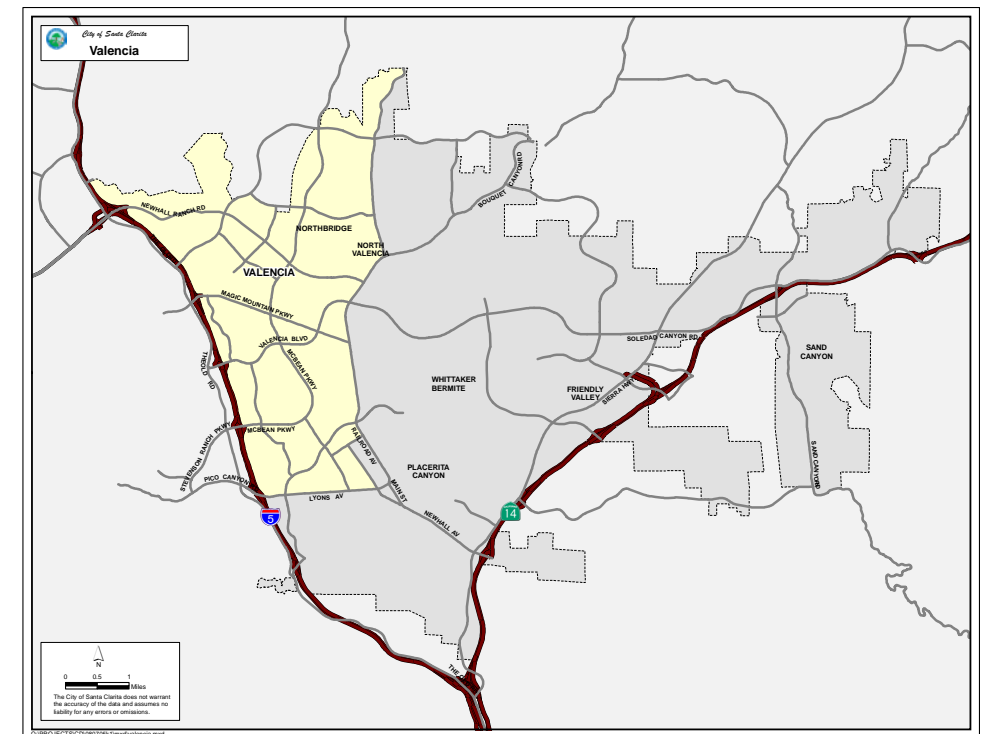 City of Santa Clarita
Valencia
NEWHALL RANCH RD
NORTHBRIDGE
NORTH
VALENCIA
VALENCIA
BOUQUET CANYON RD
MAGIC MOUNTAIN PKWY
VALENCIA BLVD
MCBEAN PKWY
THE OLD RD
SOLEDAD CANYON RD
SAND
CANYON
WHITTAKER
BERMITE
FRIENDLY
VALLEY
SIERRA HWY
STEVENSON RANCH PKWY
MCBEAN PKWY
RAILROAD AV
PLACERITA
CANYON
SAND CANYON RD
PICO CANYON
LYONS AV
MAIN ST
NEWHALL AV
14
5
N
0 0.5 1
Miles
The City of Santa Clarita does not warrant
the accuracy of the data and assumes no
liability for any errors or omissions.